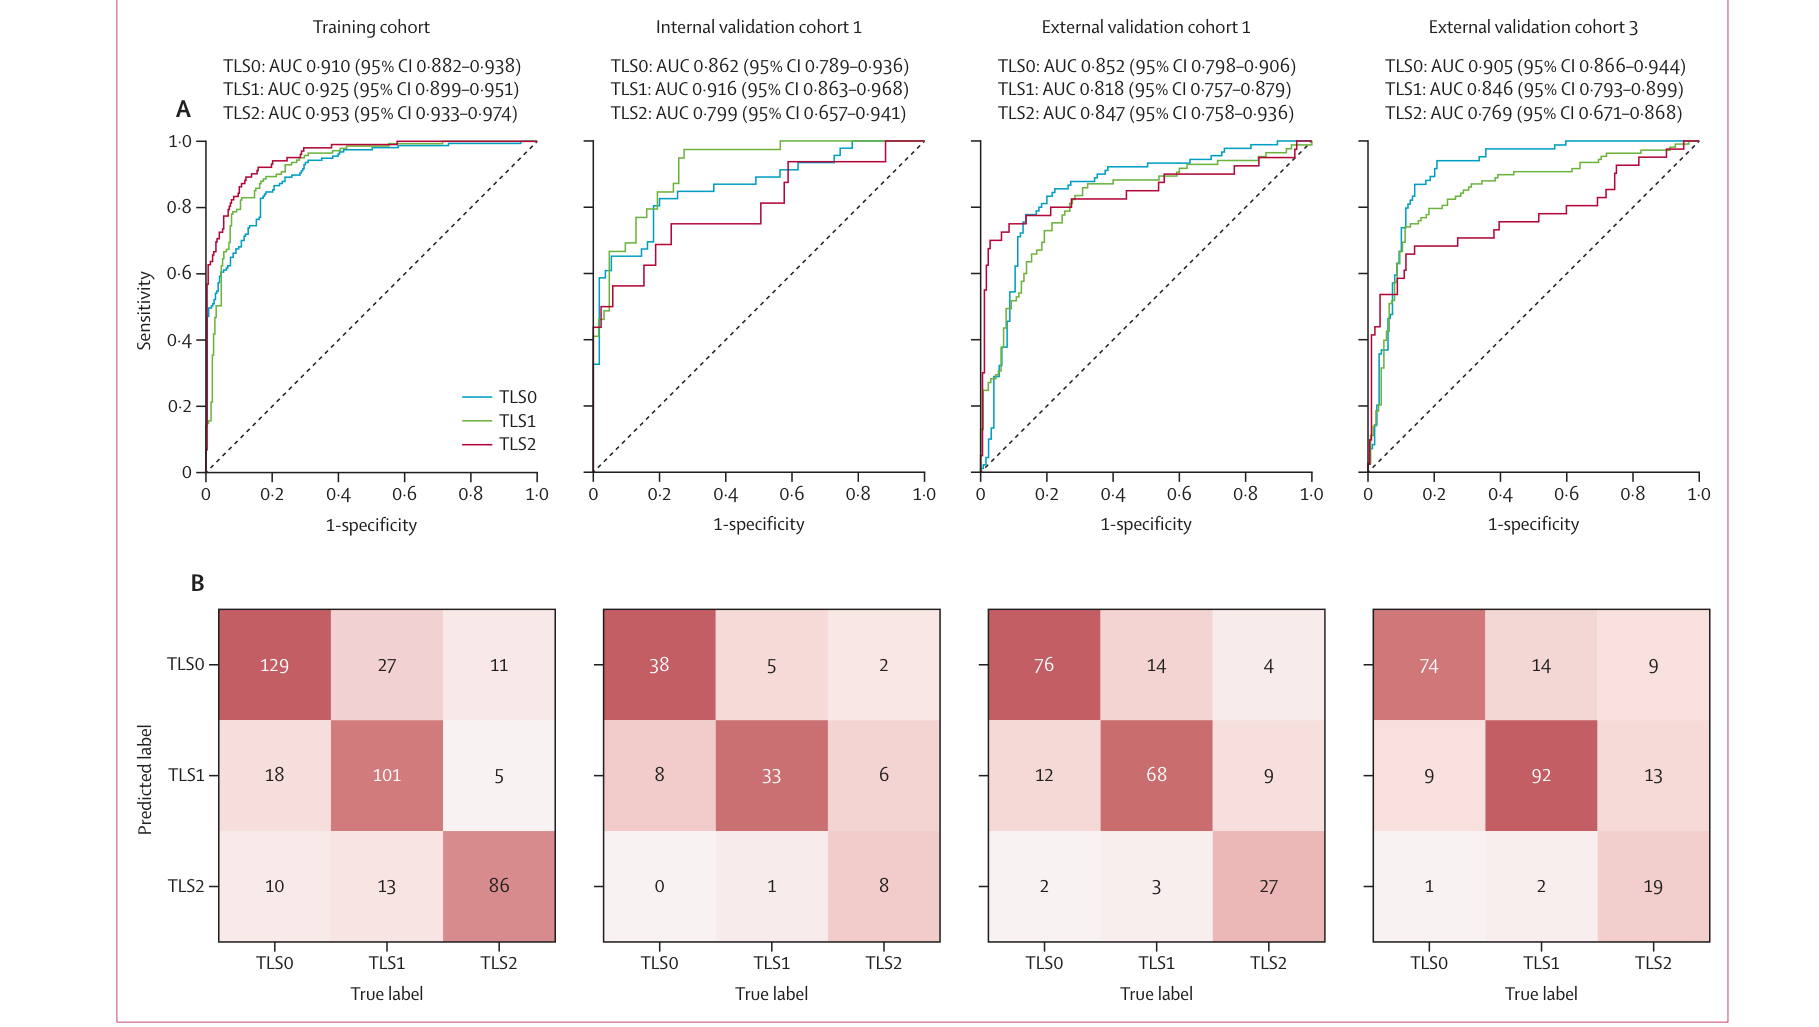 Training cohort
Internal validation cohort 1
External validation cohort 1
External validation cohort 3
TLS0: AUC 0·910 (95% CI 0·882–0·938)
TLS1: AUC 0·925 (95% CI 0·899–0·951)
TLS2: AUC 0·953 (95% CI 0·933–0·974)
TLS0: AUC 0·862 (95% CI 0·789–0·936)
TLS1: AUC 0·916 (95% CI 0·863–0·968)
TLS2: AUC 0·799 (95% CI 0·657–0·941)
TLS0: AUC 0·852 (95% CI 0·798–0·906)
TLS1: AUC 0·818 (95% CI 0·757–0·879)
TLS2: AUC 0·847 (95% CI 0·758–0·936)
TLS0: AUC 0·905 (95% CI 0·866–0·944)
TLS1: AUC 0·846 (95% CI 0·793–0·899)
TLS2: AUC 0·769 (95% CI 0·671–0·868)
A
1·0
0·8
0·6
0·4
0·2
0
Sensitivity
TLS0
TLS1
TLS2
0 0·2 0·4 0·6 0·8 1·0
0 0·2 0·4 0·6 0·8 1·0
0 0·2 0·4 0·6 0·8 1·0
0 0·2 0·4 0·6 0·8 1·0
1-specificity
1-specificity
1-specificity
1-specificity
B
Predicted label
TLS0
TLS1
TLS2
129 27 11
18 101 5
10 13 86
38 5 2
8 33 6
0 1 8
76 14 4
12 68 9
2 3 27
74 14 9
9 92 13
1 2 19
TLS0 TLS1 TLS2
TLS0 TLS1 TLS2
TLS0 TLS1 TLS2
TLS0 TLS1 TLS2
True label
True label
True label
True label